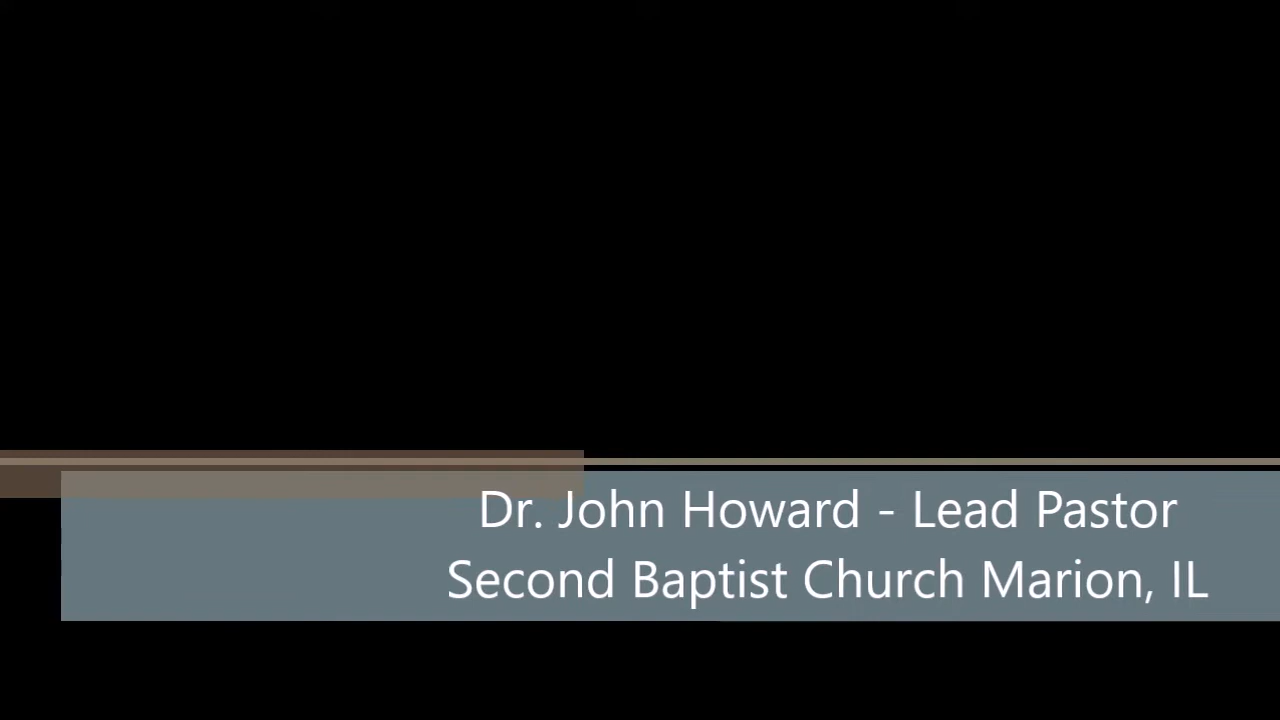 Dr. John Howard - Lead Pastor
Second Baptist Church Marion, IL